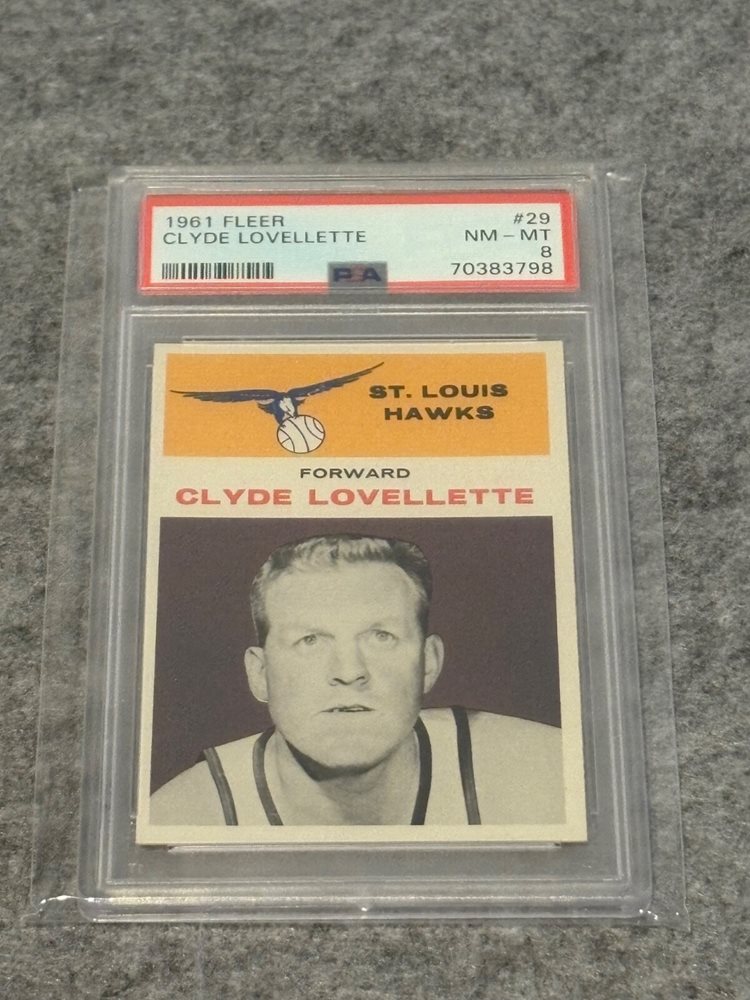 1961 FLEER #29
CLYDE LOVELLETTE NM - MT
8
PSA 70383798
ST. LOUIS
HAWKS
FORWARD
CLYDE LOVELLETTE